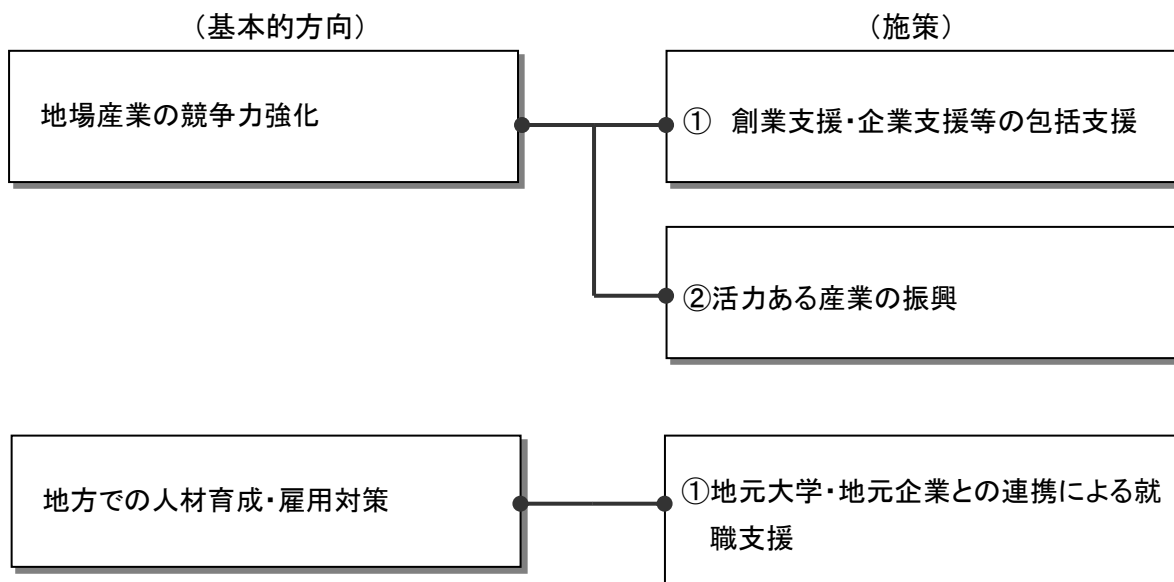 （基本的方向）
（施策）
地場産業の競争力強化
①　創業支援・企業支援等の包括支援
②活力ある産業の振興
地方での人材育成・雇用対策
①地元大学・地元企業との連携による就
職支援